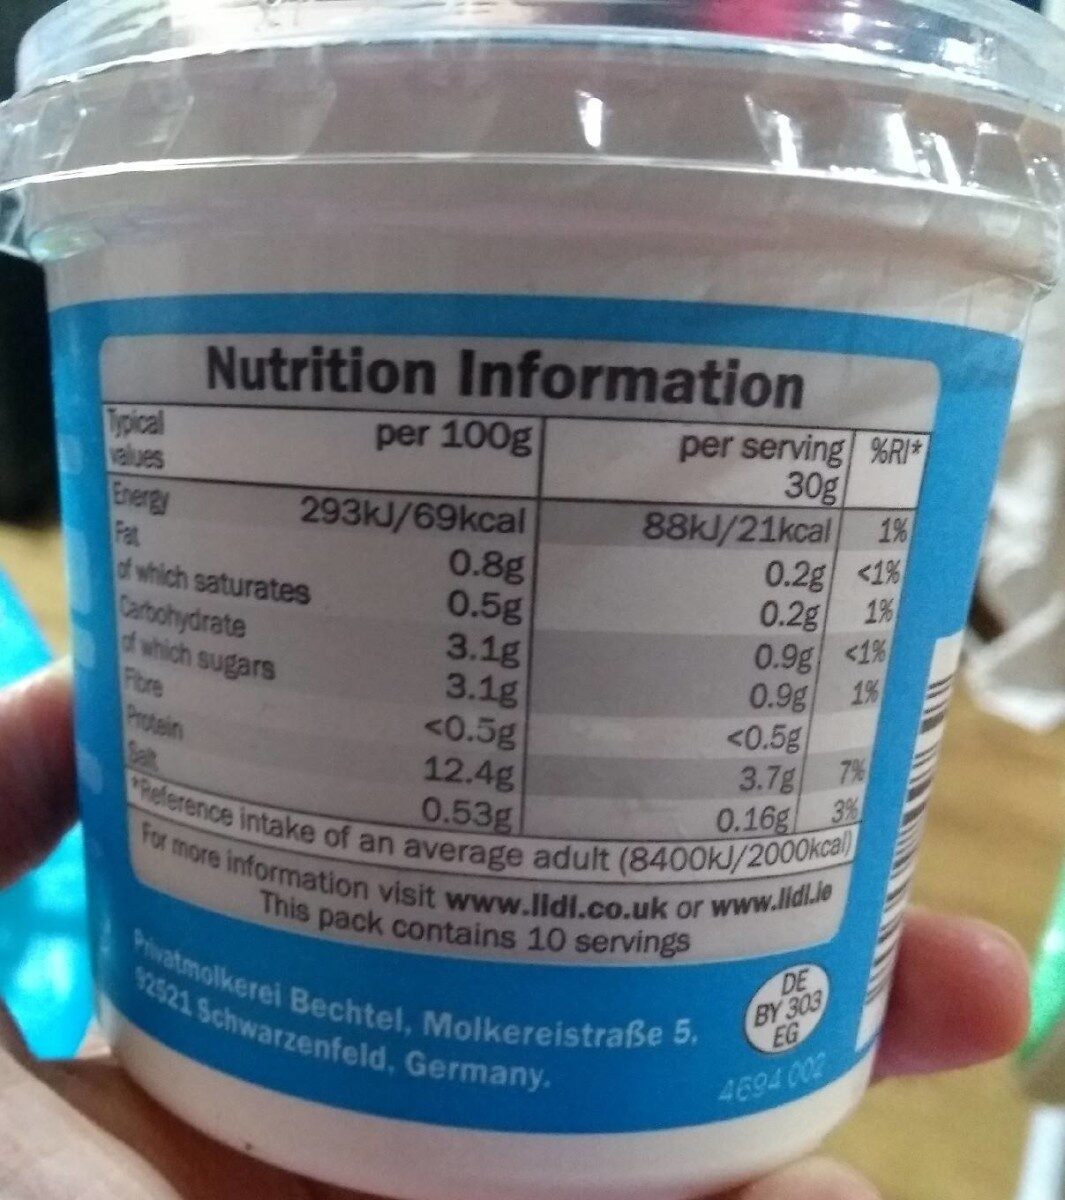 Nutrition Information
Typical values per 100g per serving 30g %RI*
Energy 293kJ/69kcal 88kJ/21kcal 1%
Fat 0.8g 0.2g <1%
of which saturates 0.5g 0.2g 1%
Carbohydrate 3.1g 0.9g <1%
of which sugars 3.1g 0.9g 1%
Fibre <0.5g <0.5g
Protein 12.4g 3.7g 7%
Salt 0.53g 0.16g 3%
*Reference intake of an average adult (8400kJ/2000kcal)
For more information visit www.lidl.co.uk or www.lidl.ie
This pack contains 10 servings
Privatmolkerei Bechtel, Molkereistraße 5,
92521 Schwarzenfeld, Germany.
DE
BY 303
EG
4694 002